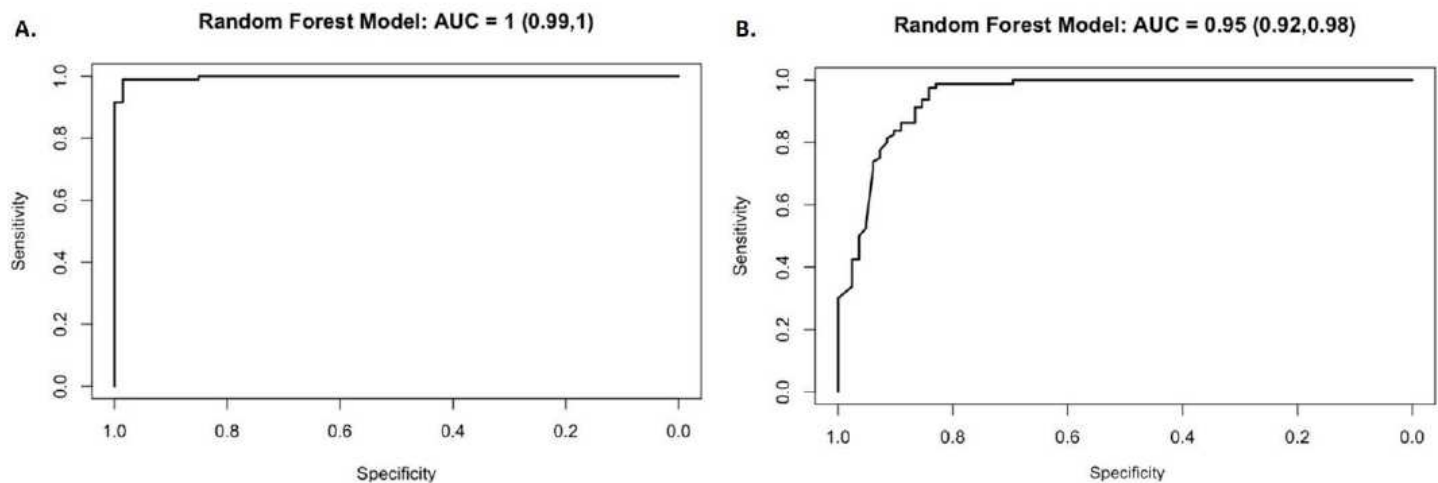 A.
Random Forest Model: AUC = 1 (0.99,1)
Sensitivity
1.0
0.8
0.6
0.4
0.2
0.0
1.0 0.8 0.6 0.4 0.2 0.0
Specificity
B.
Random Forest Model: AUC = 0.95 (0.92,0.98)
Sensitivity
1.0
0.8
0.6
0.4
0.2
0.0
1.0 0.8 0.6 0.4 0.2 0.0
Specificity